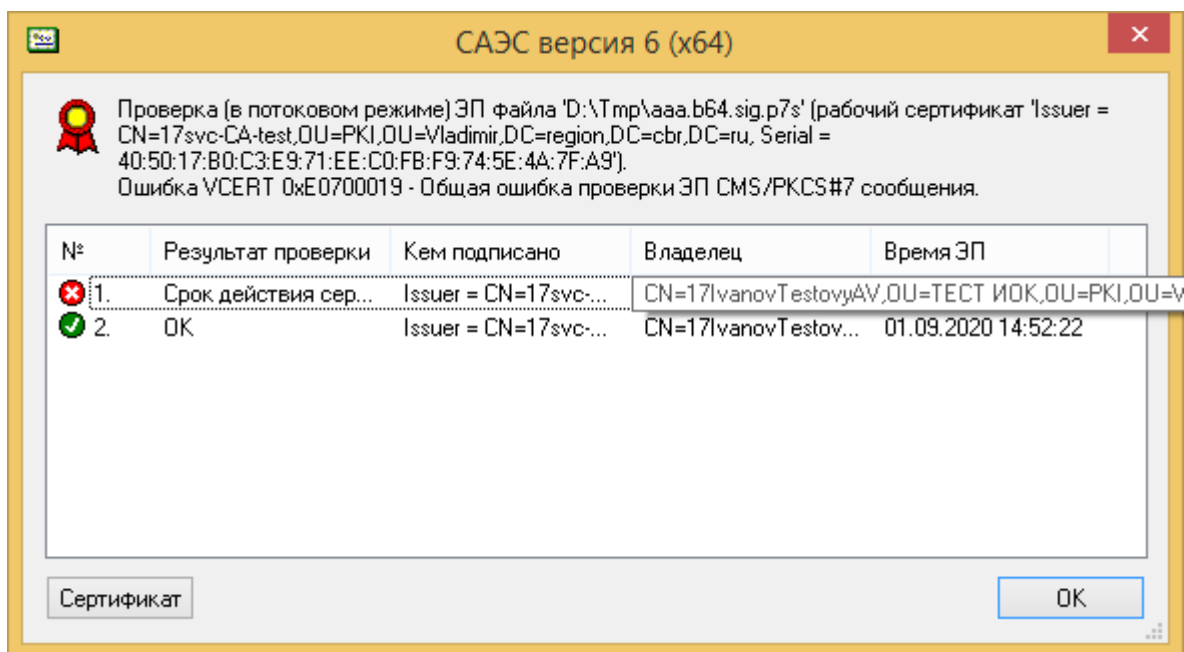 САЭС версия 6 (x64)
Проверка (в потоковом режиме) ЭП файла 'D:\Tmp\aaa.b64.sig.p7s' (рабочий сертификат 'Issuer =
CN=17svc-CA-test,OU=PKI,OU=Vladimir,DC=region,DC=cbr,DC=ru, Serial =
40:50:17:B0:C3:E9:71:EE:C0:FB:F9:74:5E:4A:7F:A9').
Ошибка VCERT 0xE0700019 - Общая ошибка проверки ЭП CMS/PKCS#7 сообщения.
№ Результат проверки Кем подписано Владелец Время ЭП
1. Срок действия сер... Issuer = CN=17svc-... CN=17IvanovTestovyAV,OU=ТЕСТ ИОК,OU=PKI,OU=V
2. ОК Issuer = CN=17svc-... CN=17IvanovTestov... 01.09.2020 14:52:22
Сертификат ОК